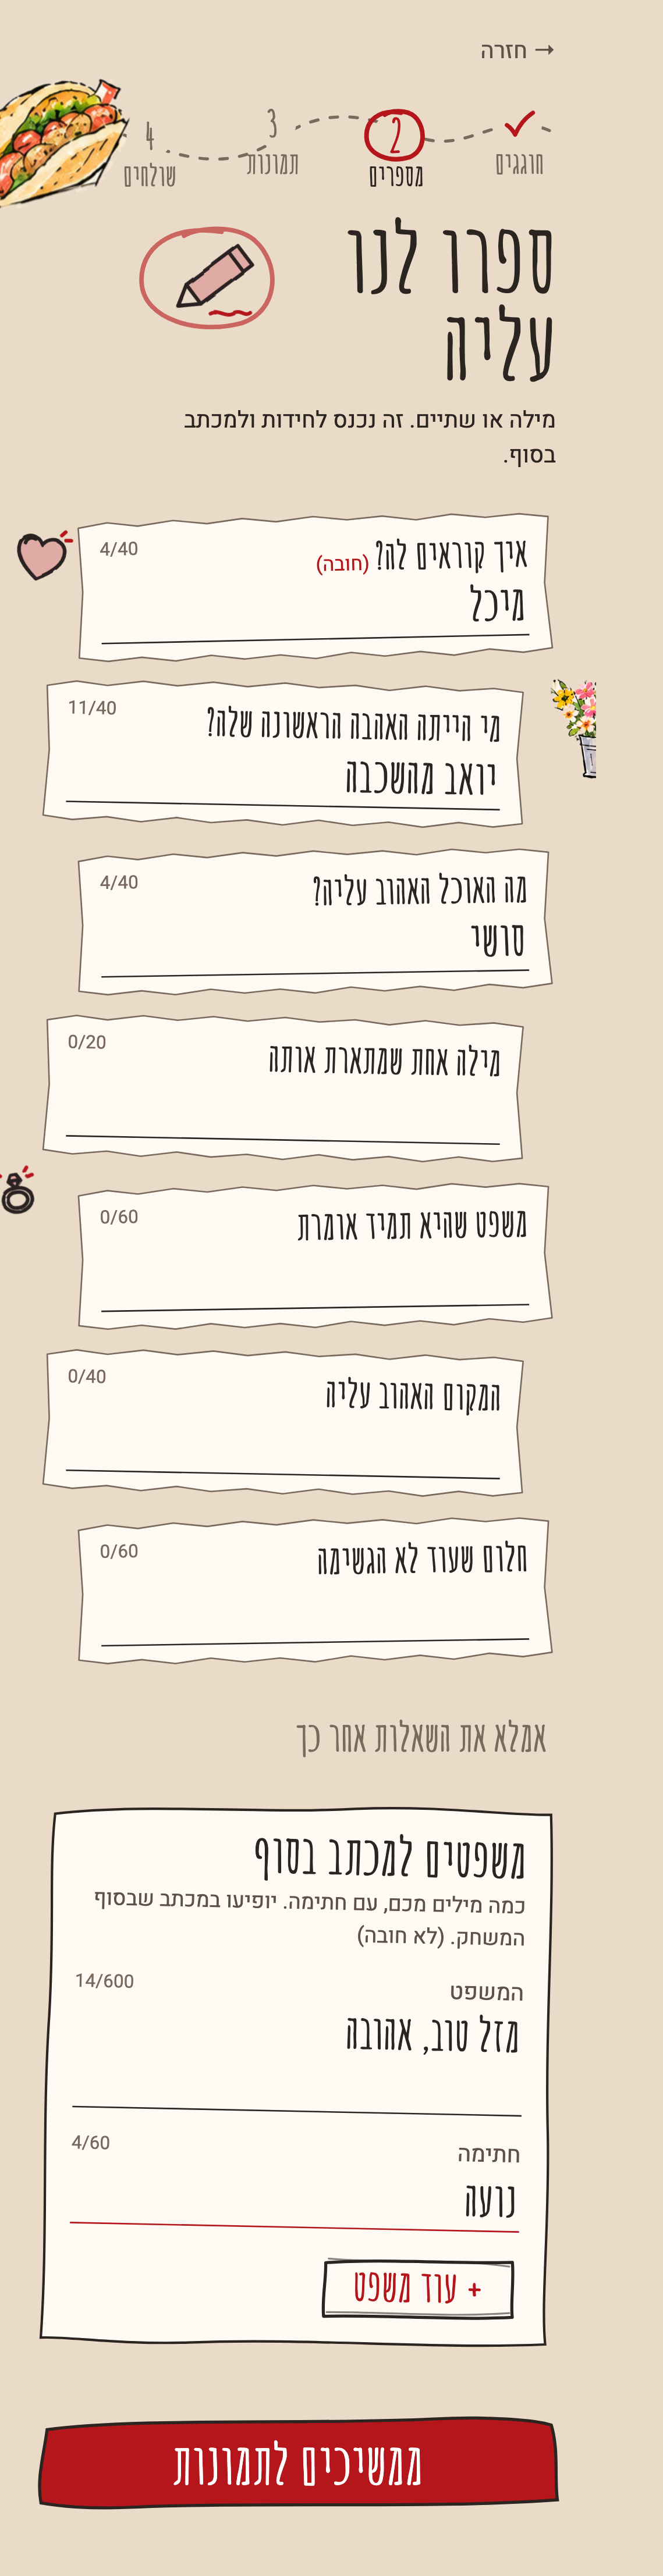 → חזרה
חוגגים
2
מספרים
3
תמונות
4
שולחים
ספרו לנו
עליה
מילה או שתיים. זה נכנס לחידות ולמכתב
בסוף.
איך קוראים לה? (חובה)
4/40
מיכל
מי הייתה האהבה הראשונה שלה?
11/40
יואב מהשכבה
מה האוכל האהוב עליה?
4/40
סושי
מילה אחת שמתארת אותה
0/20
משפט שהיא תמיד אומרת
0/60
המקום האהוב עליה
0/40
חלום שעוד לא הגשימה
0/60
אמלא את השאלות אחר כך
משפטים למכתב בסוף
כמה מילים מכם, עם חתימה. יופיעו במכתב שבסוף
המשחק. (לא חובה)
המשפט
14/600
מזל טוב, אהובה
חתימה
4/60
נועה
+ עוד משפט
ממשיכים לתמונות